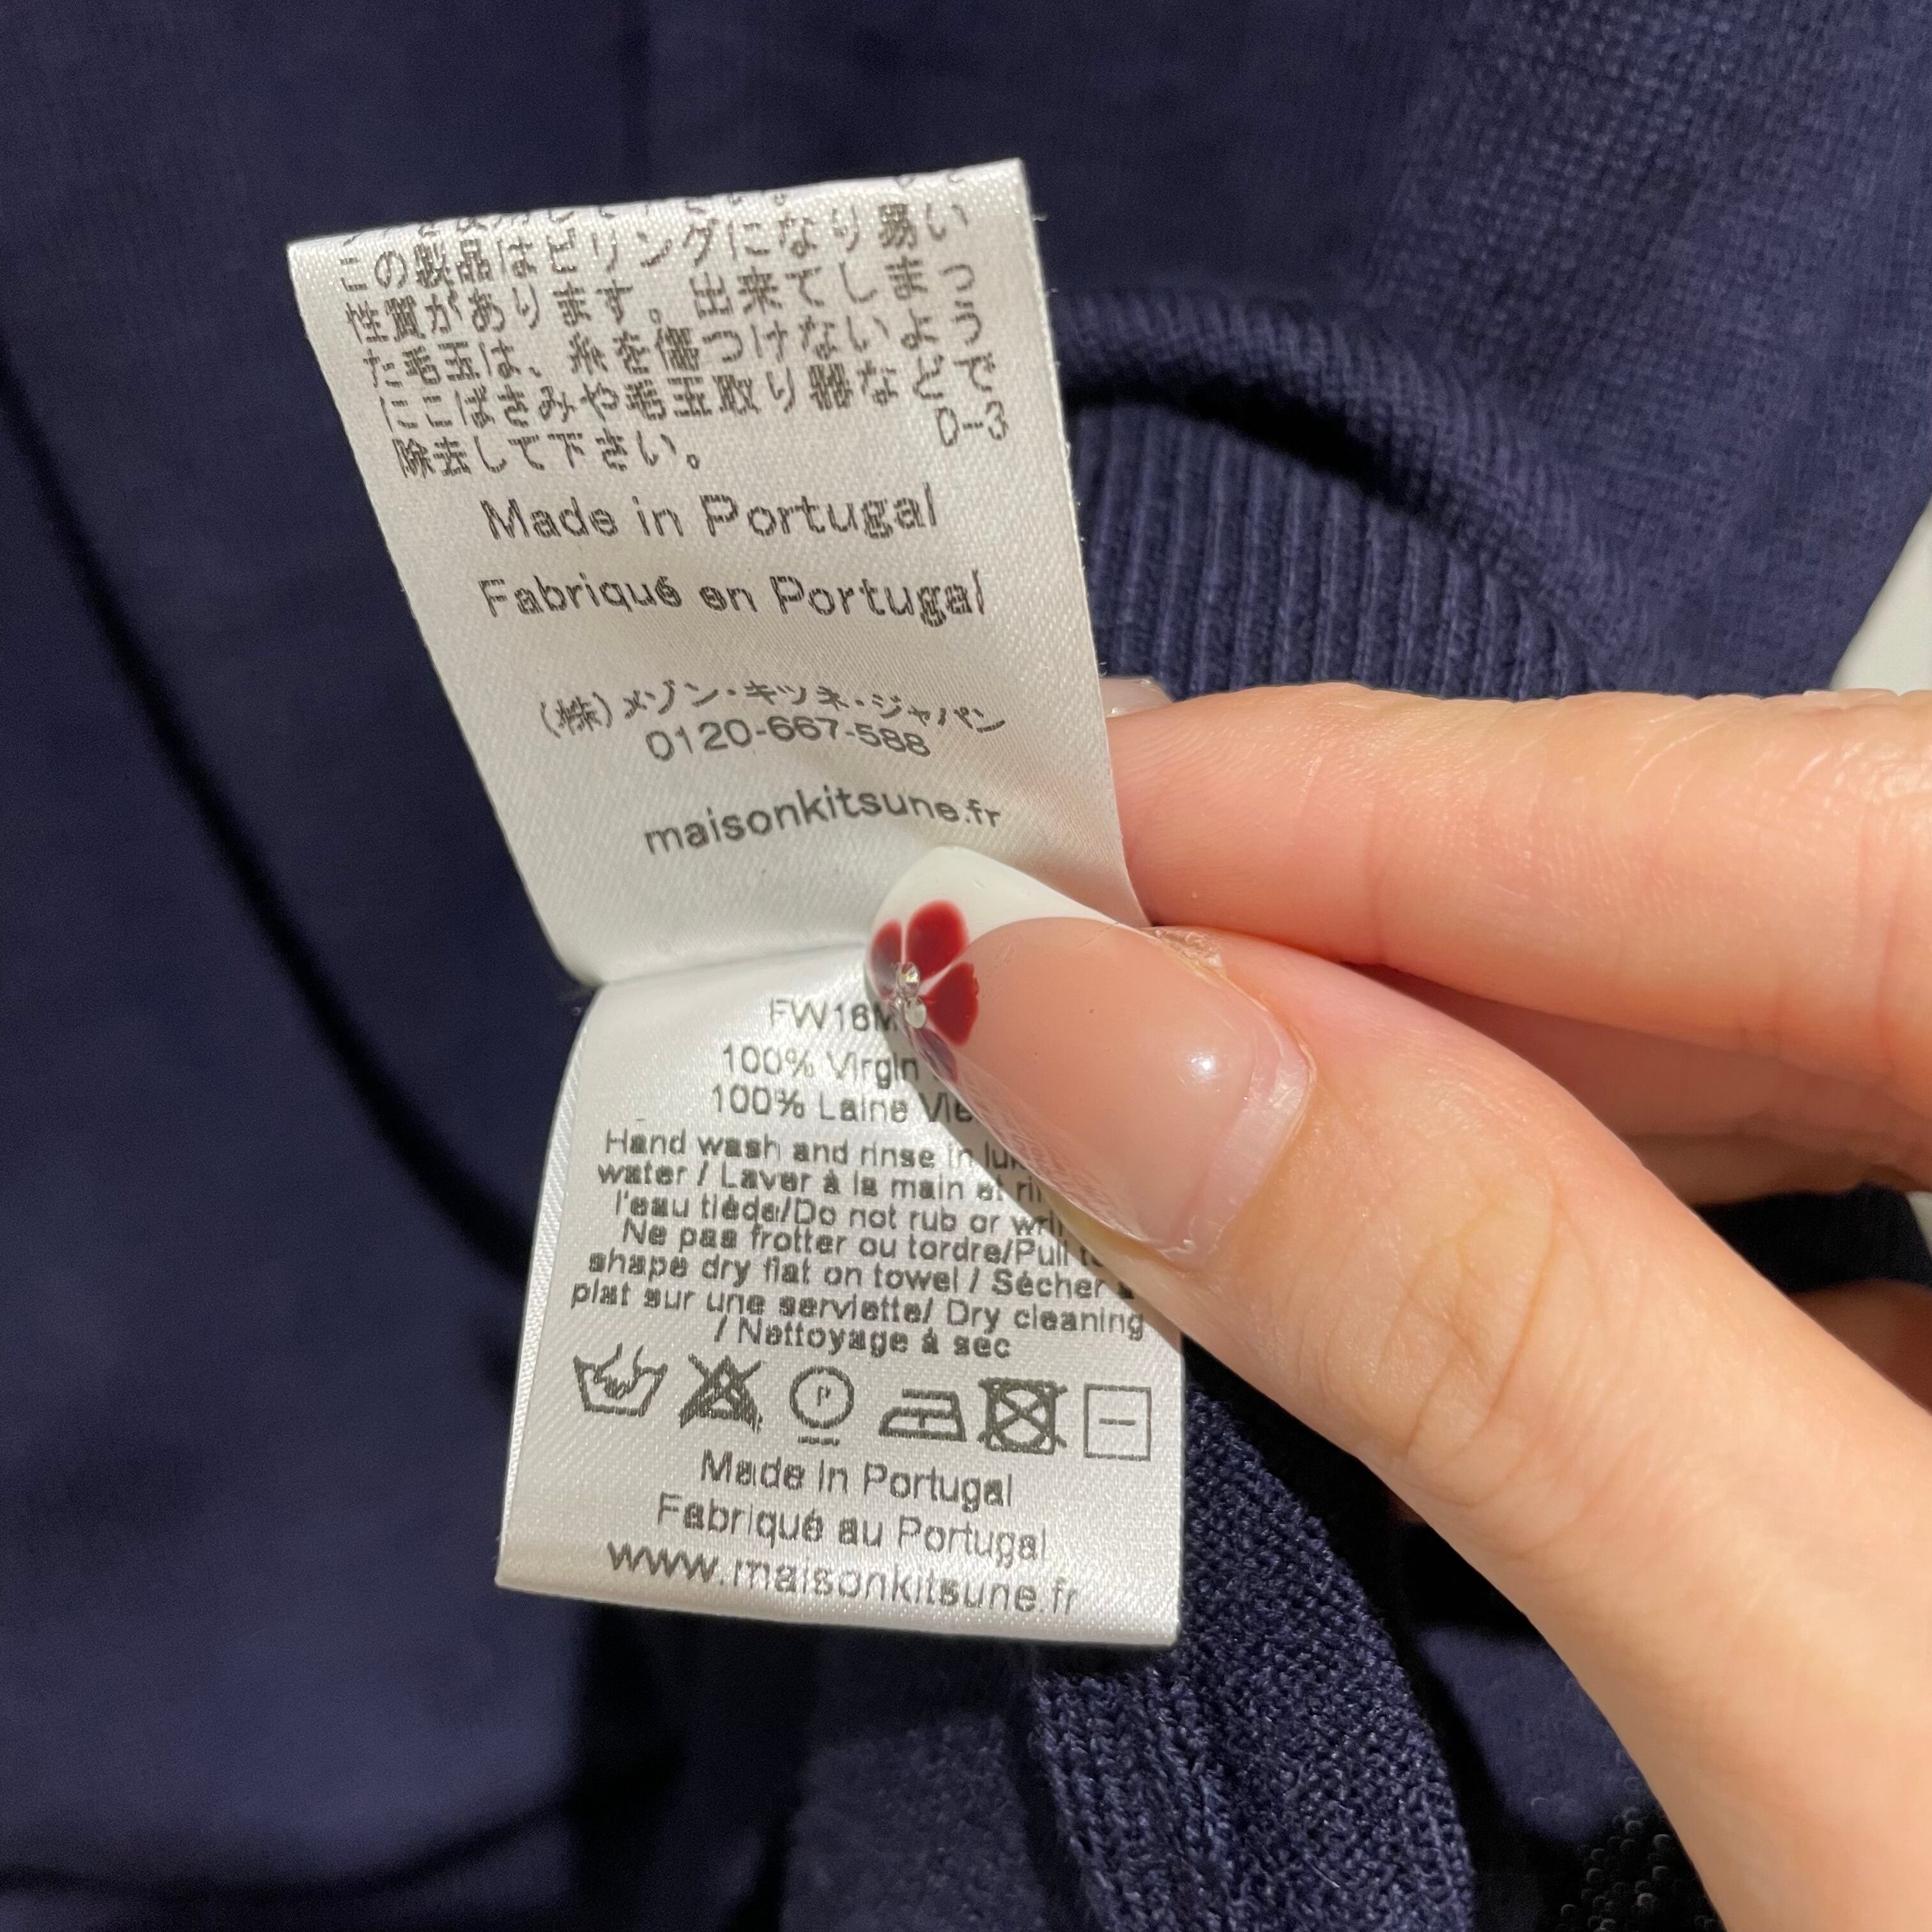 この製品はピリングになり易い
性質があります。出来てしまっ
た毛玉は、糸を傷つけないよう
にこばさみや毛玉取り器などで
除去して下さい。 D-3
Made in Portugal
Fabriqué en Portugal
(株)メゾン・キツネ・ジャパン
0120-667-588
maisonkitsune.fr
FW16M
100% Virgin
100% Laine Vie
Hand wash and rinse in
water / Laver à la main et
l'eau tiède/Do not rub or
Ne pas frotter ou tordre/Pull
shape dry flat on towel / Sécher à
plat sur une serviette/ Dry cleaning
/ Nettoyage à sec
P
Made in Portugal
Fabriqué au Portugal
www.maisonkitsune.fr